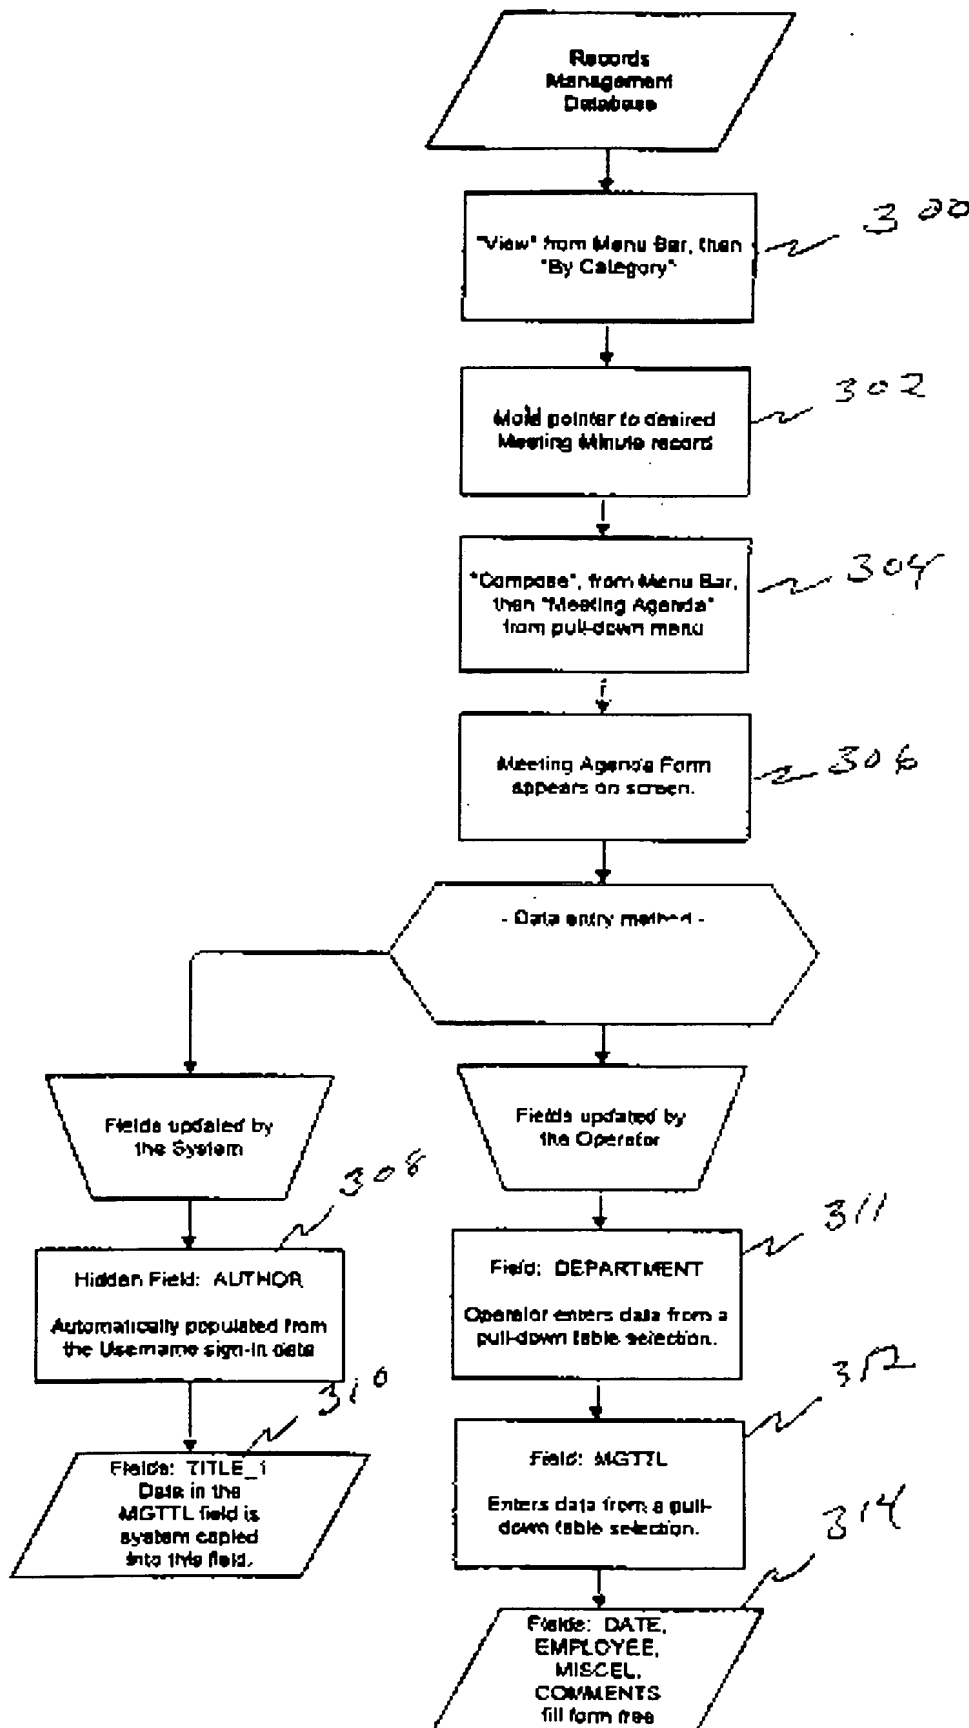 Records
Management
Database
"View" from Menu Bar, then
"By Category"
300
Mold pointer to desired
Meeting Minute record
302
"Compose", from Menu Bar,
then "Meeting Agenda"
from pull-down menu
304
Meeting Agenda Form
appears on screen.
306
- Data entry method -
Fields updated by
the System
Fields updated by
the Operator
308
311
Hidden Field: AUTHOR
Automatically populated from
the Username sign-in data
Field: DEPARTMENT
Operator enters data from a
pull-down table selection.
310
312
Fields: TITLE_1
Data in the
MGTTL field is
system copied
into this field.
Field: MGTTL
Enters data from a pull-
down table selection.
314
Fields: DATE,
EMPLOYEE,
MISCEL,
COMMENTS
fill form free